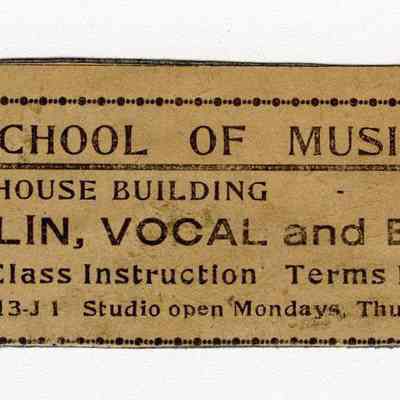 CHOOL OF MUSI
HOUSE BUILDING -
LIN, VOCAL and E
Class Instruction Terms
13-J 1 Studio open Mondays, Thu